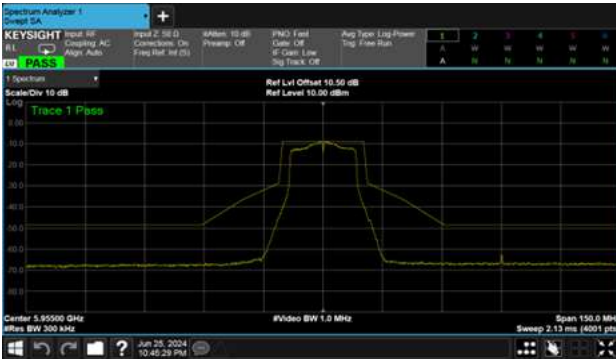 Spectrum Analyzer 1
Swept SA
+
KEYSIGHT
Input: RF
Coupling: AC
Align: Auto
Input Z: 50 Ω
Corrections: On
Freq Ref: Int (S)
#Atten: 10 dB
Preamp: Off
PNO: Fast
Gate: Off
IF Gain: Low
Sig Track: Off
Avg Type: Log-Power
Trig: Free Run
1 2 3 4 5 6
A W W W W W
A N N N N N
PASS
1 Spectrum
Scale/Div 10 dB
Ref Lvl Offset 10.50 dB
Ref Level 10.00 dBm
Log
Trace 1 Pass
0.00
-10.0
-20.0
-30.0
-40.0
-50.0
-60.0
-70.0
-80.0
Center 5.95500 GHz
#Video BW 1.0 MHz
Span 150.0 MH
#Res BW 300 kHz
Sweep 2.13 ms (4001 pts
?
Jun 25, 2024
10:45:29 PM